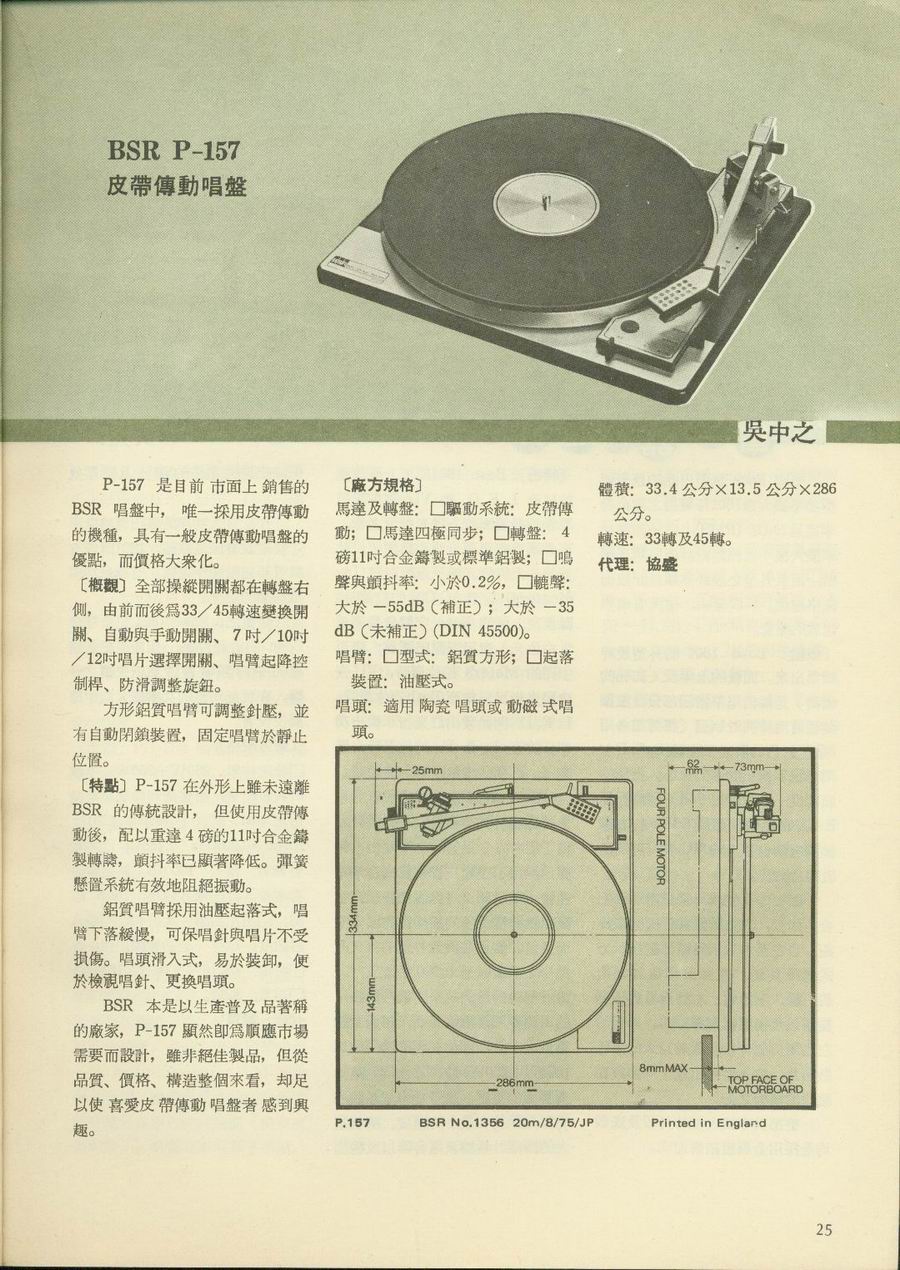 BSR P-157
皮帶傳動唱盤
BSR
吳中之
P-157 是目前市面上銷售的
BSR 唱盤中，唯一採用皮帶傳動
的機種，具有一般皮帶傳動唱盤的
優點，而價格大衆化。
〔概觀〕全部操縱開關都在轉盤右
側，由前而後爲33／45轉速變換開
關、自動與手動開關、7吋／10吋
／12吋唱片選擇開關、唱臂起降控
制桿、防滑調整旋鈕。
方形鋁質唱臂可調整針壓，並
有自動閉鎖裝置，固定唱臂於靜止
位置。
〔特點〕P-157 在外形上雖未遠離
BSR 的傳統設計，但使用皮帶傳
動後，配以重達 4 磅的11吋合金鑄
製轉，顫抖率已顯著降低。彈簧
懸置系統有效地阻絕振動。
鋁質唱臂採用油壓起落式，唱
臂下落緩慢，可保唱針與唱片不受
損傷。唱頭滑入式，易於裝卸，便
於檢視唱針、更換唱頭。
BSR 本是以生產普及品著稱
的廠家，P-157 顯然卽爲順應市場
需要而設計，雖非絕佳製品，但從
品質、價格、構造整個來看，却足
以使喜愛皮帶傳動唱盤者感到興
趣。
〔廠方規格〕
馬達及轉盤：□驅動系統：皮帶傳
動；□馬達四極同步；□轉盤： 4
磅11吋合金鑄製或標準鋁製；□鳴
聲與顫抖率：小於0.2%，□轆聲：
大於 －55dB（補正）；大於 －35
dB（未補正）(DIN 45500)。
唱臂：□型式：鋁質方形；□起落
裝置：油壓式。
唱頭：適用陶瓷唱頭或動磁式唱
頭。
體積：33.4公分×13.5公分×286
公分。
轉速：33轉及45轉。
代理：協盛
25mm
62
mm
73mm
FOUR POLE MOTOR
334mm
143mm
286mm
8mm MAX
TOP FACE OF
MOTORBOARD
P.157 BSR No.1356 20m/8/75/JP Printed in England
25